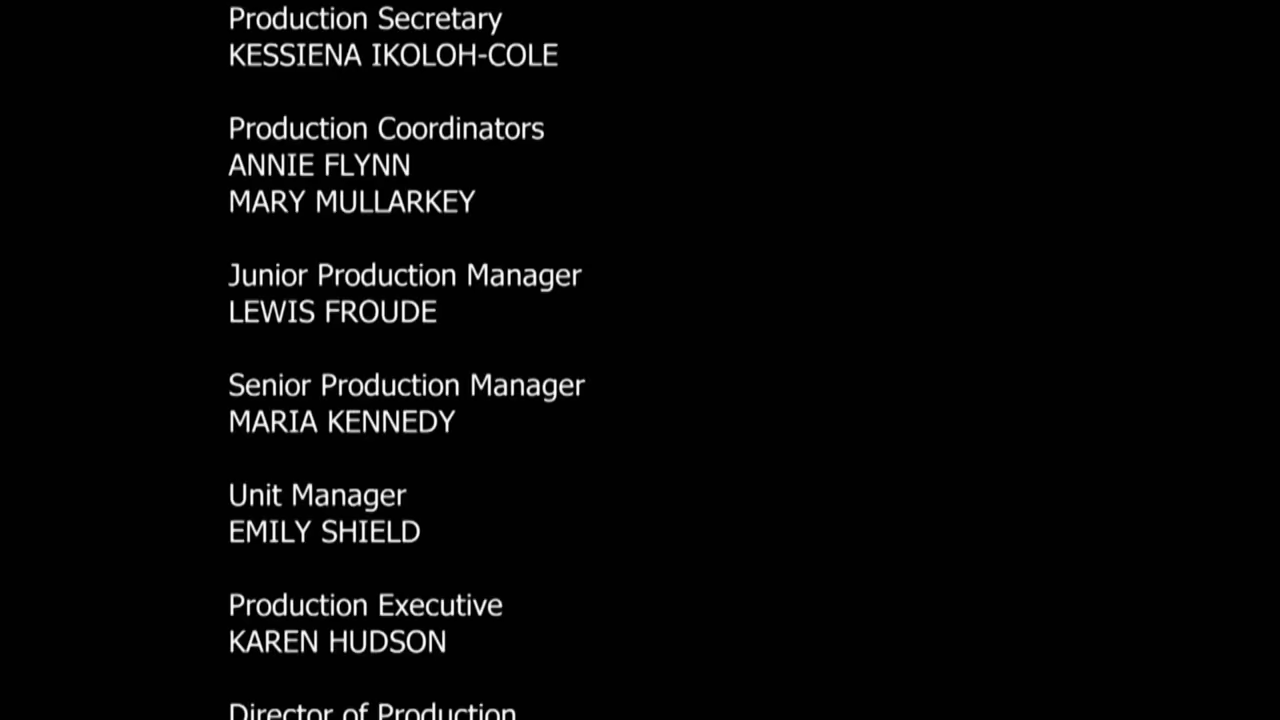 Production Secretary
KESSIENA IKOLOH-COLE
Production Coordinators
ANNIE FLYNN
MARY MULLARKEY
Junior Production Manager
LEWIS FROUDE
Senior Production Manager
MARIA KENNEDY
Unit Manager
EMILY SHIELD
Production Executive
KAREN HUDSON
Director of Production